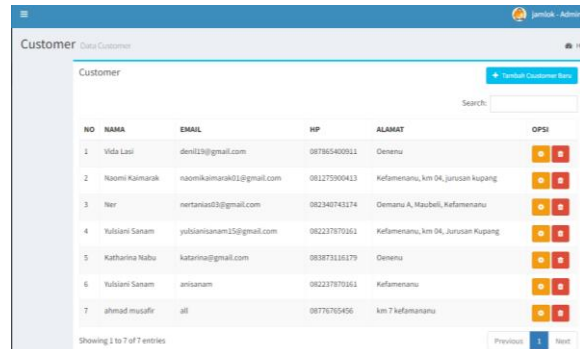 jamlok - Admin
Customer Data Customer
Customer
+ Tambah Csustomer Baru
Search:
NO NAMA EMAIL HP ALAMAT OPSI
1 Vida Lasi denil19@gmail.com 087865400911 Oenenu
2 Naomi Kaimarak naomikaimarak01@gmail.com 081275900413 Kefamenanu, km 04, jurusan kupang
3 Ner nertanias03@gmail.com 082340743174 Oemanu A, Maubeli, Kefamenanu
4 Yulsiani Sanam yulsianisanam15@gmail.com 082237870161 Kefamenanu, km 04, Jurusan Kupang
5 Katharina Nabu katarina@gmail.com 083873116179 Oenenu
6 Yulsiani Sanam anisanam 082237870161 Kefamenanu
7 ahmad musafir all 08776765456 km 7 kefamananu
Showing 1 to 7 of 7 entries Previous 1 Next